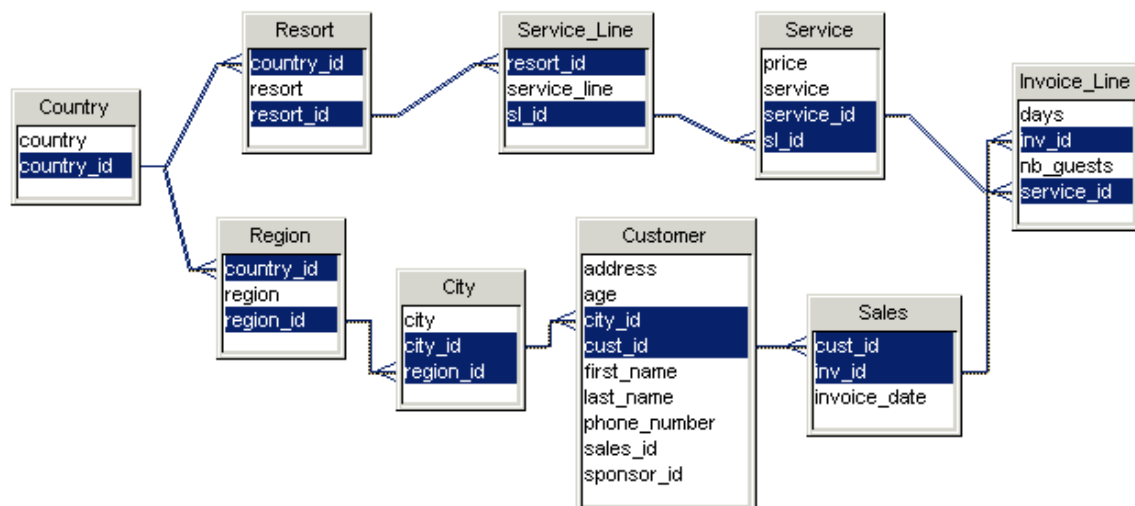 Country
country
country_id
Resort
country_id
resort
resort_id
Service_Line
resort_id
service_line
sl_id
Service
price
service
service_id
sl_id
Invoice_Line
days
inv_id
nb_guests
service_id
Region
country_id
region
region_id
City
city
city_id
region_id
Customer
address
age
city_id
cust_id
first_name
last_name
phone_number
sales_id
sponsor_id
Sales
cust_id
inv_id
invoice_date